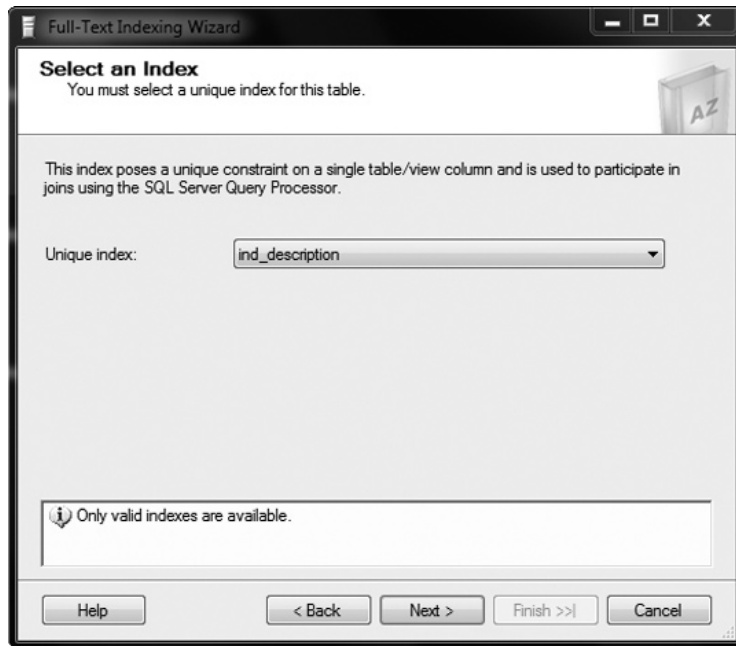 Full-Text Indexing Wizard
Select an Index
You must select a unique index for this table.
AZ
This index poses a unique constraint on a single table/view column and is used to participate in
joins using the SQL Server Query Processor.
Unique index:
ind_description
Only valid indexes are available.
Help
< Back
Next >
Finish >>|
Cancel